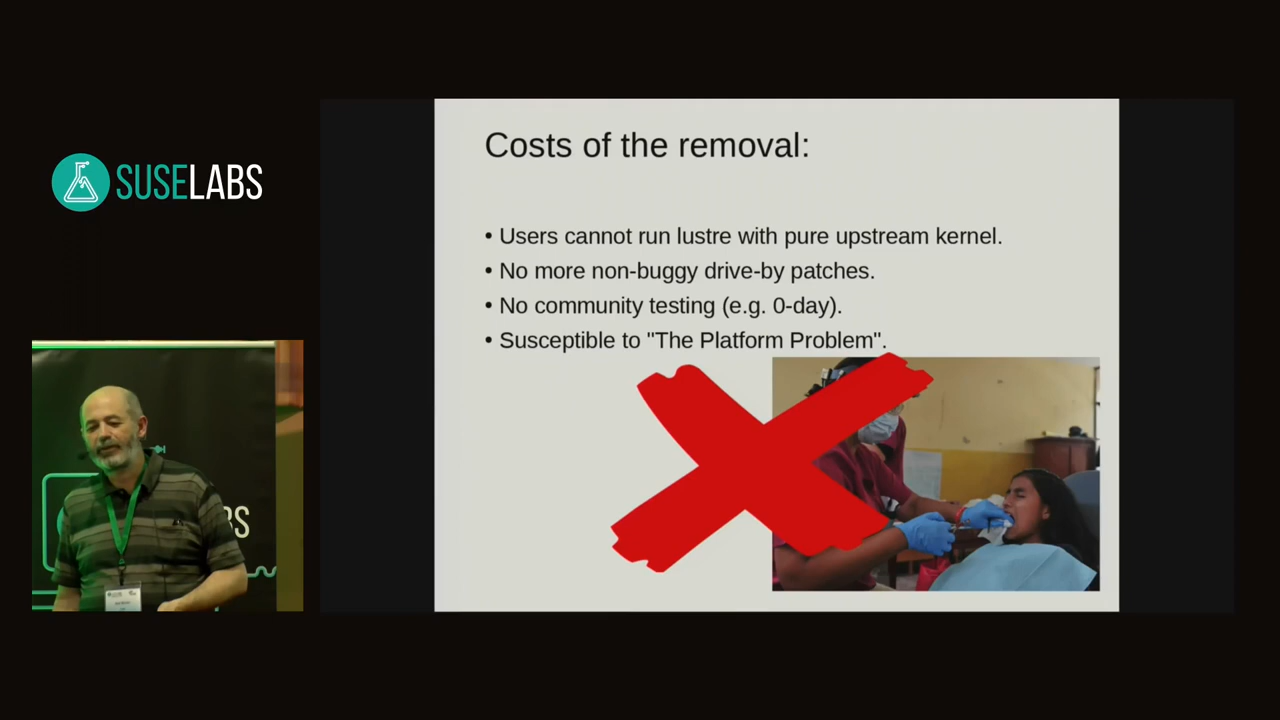 SUSELABS
Costs of the removal:
• Users cannot run lustre with pure upstream kernel.
• No more non-buggy drive-by patches.
• No community testing (e.g. 0-day).
• Susceptible to "The Platform Problem".
BS